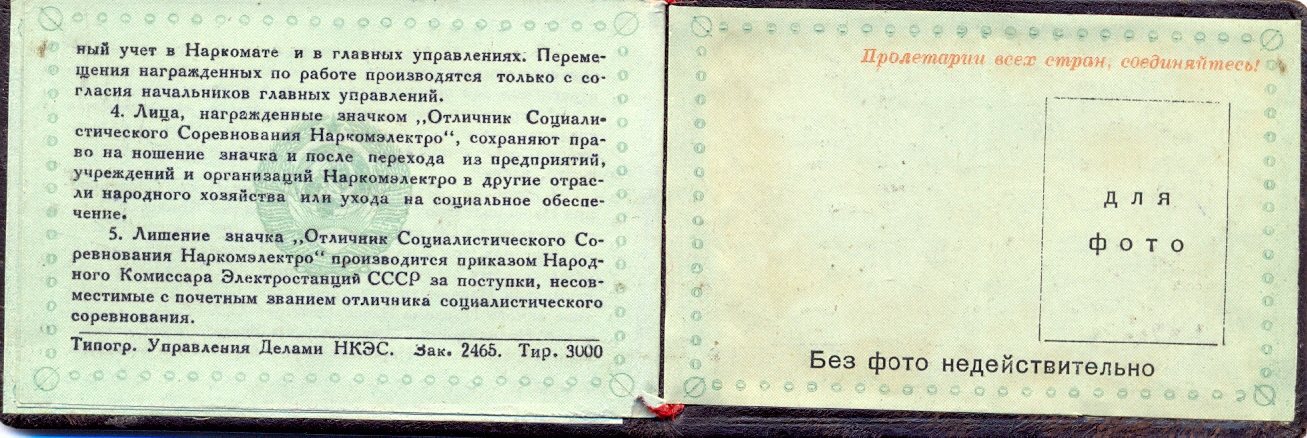 ный учет в Наркомате и в главных управлениях. Переме-
щения награжденных по работе производятся только с со-
гласия начальников главных управлений.
4. Лица, награжденные значком „Отличник Социали-
стического Соревнования Наркомэлектро“, сохраняют пра-
во на ношение значка и после перехода из предприятий,
учреждений и организаций Наркомэлектро в другие отрас-
ли народного хозяйства или ухода на социальное обеспе-
чение.
5. Лишение значка „Отличник Социалистического Со-
ревнования Наркомэлектро“ производится приказом Народ-
ного Комиссара Электростанций СССР за поступки, несов-
местимые с почетным званием отличника социалистического
соревнования.
Типогр. Управления Делами НКЭС. Зак. 2465. Тир. 3000
Пролетарии всех стран, соединяйтесь!
для
фото
Без фото недействительно